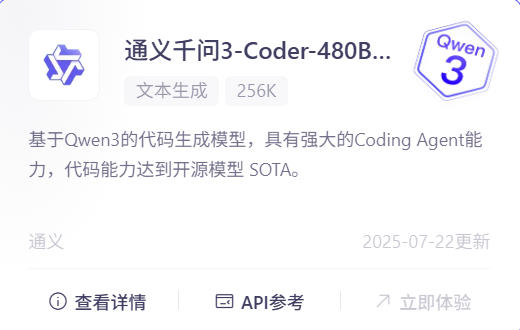 通义千问3-Coder-480B...
Qwen
3
文本生成 256K
基于Qwen3的代码生成模型，具有强大的Coding Agent能
力，代码能力达到开源模型 SOTA。
通义 2025-07-22更新
查看详情 API参考 立即体验